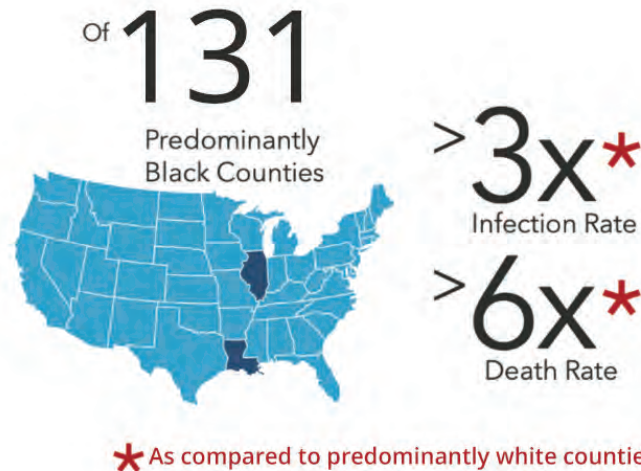 Of 131
Predominantly
Black Counties
>3x*
Infection Rate
>6x*
Death Rate
* As compared to predominantly white countie